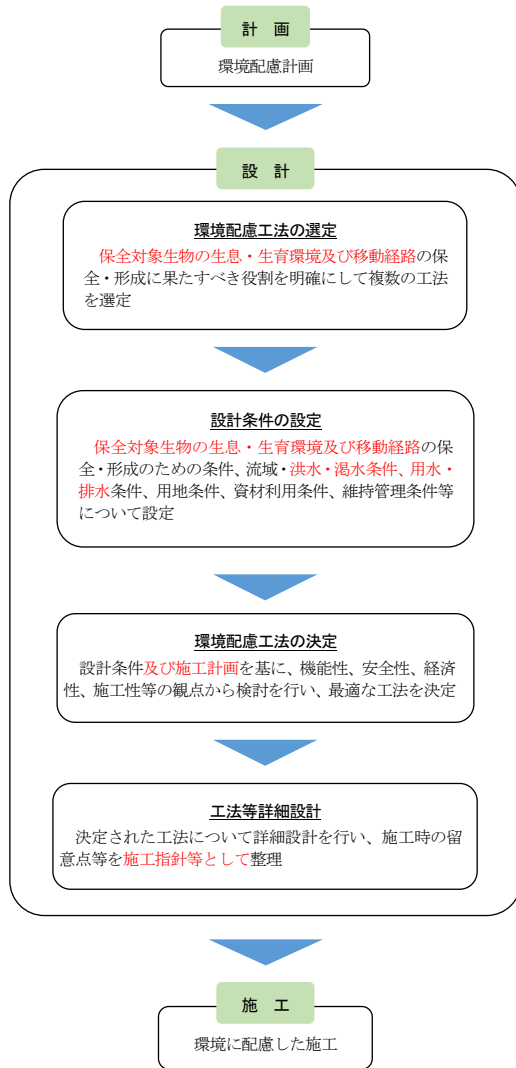 計　画
環境配慮計画
設　計
環境配慮工法の選定
保全対象生物の生息・生育環境及び移動経路の保
全・形成に果たすべき役割を明確にして複数の工法
を選定
設計条件の設定
保全対象生物の生息・生育環境及び移動経路の保
全・形成のための条件、流域・洪水・渇水条件、用水・
排水条件、用地条件、資材利用条件、維持管理条件等
について設定
環境配慮工法の決定
設計条件及び施工計画を基に、機能性、安全性、経済
性、施工性等の観点から検討を行い、最適な工法を決定
工法等詳細設計
決定された工法について詳細設計を行い、施工時の留
意点等を施工指針等として整理
施　工
環境に配慮した施工